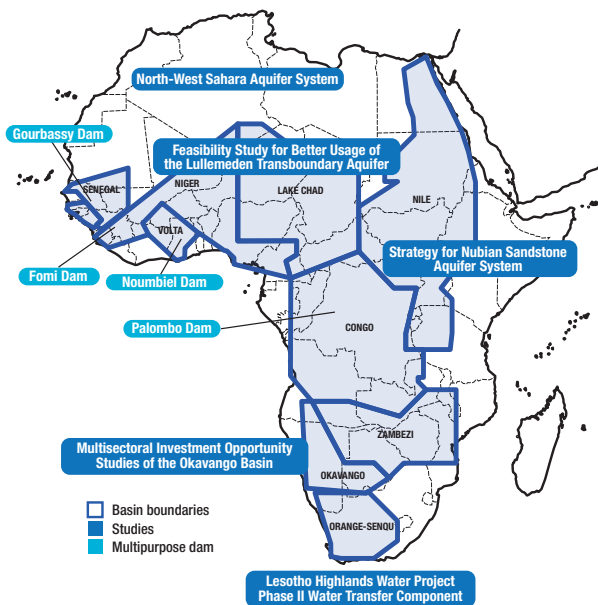 North-West Sahara Aquifer System
Gourbassy Dam
Feasibility Study for Better Usage of
the Lullemeden Transboundary Aquifer
SENEGAL
NIGER
LAKE CHAD
NILE
VOLTA
Strategy for Nubian Sandstone
Aquifer System
Fomi Dam
Noumbiel Dam
Palombo Dam
CONGO
ZAMBEZI
Multisectoral Investment Opportunity
Studies of the Okavango Basin
OKAVANGO
Basin boundaries
Studies
Multipurpose dam
ORANGE-SENQU
Lesotho Highlands Water Project
Phase II Water Transfer Component